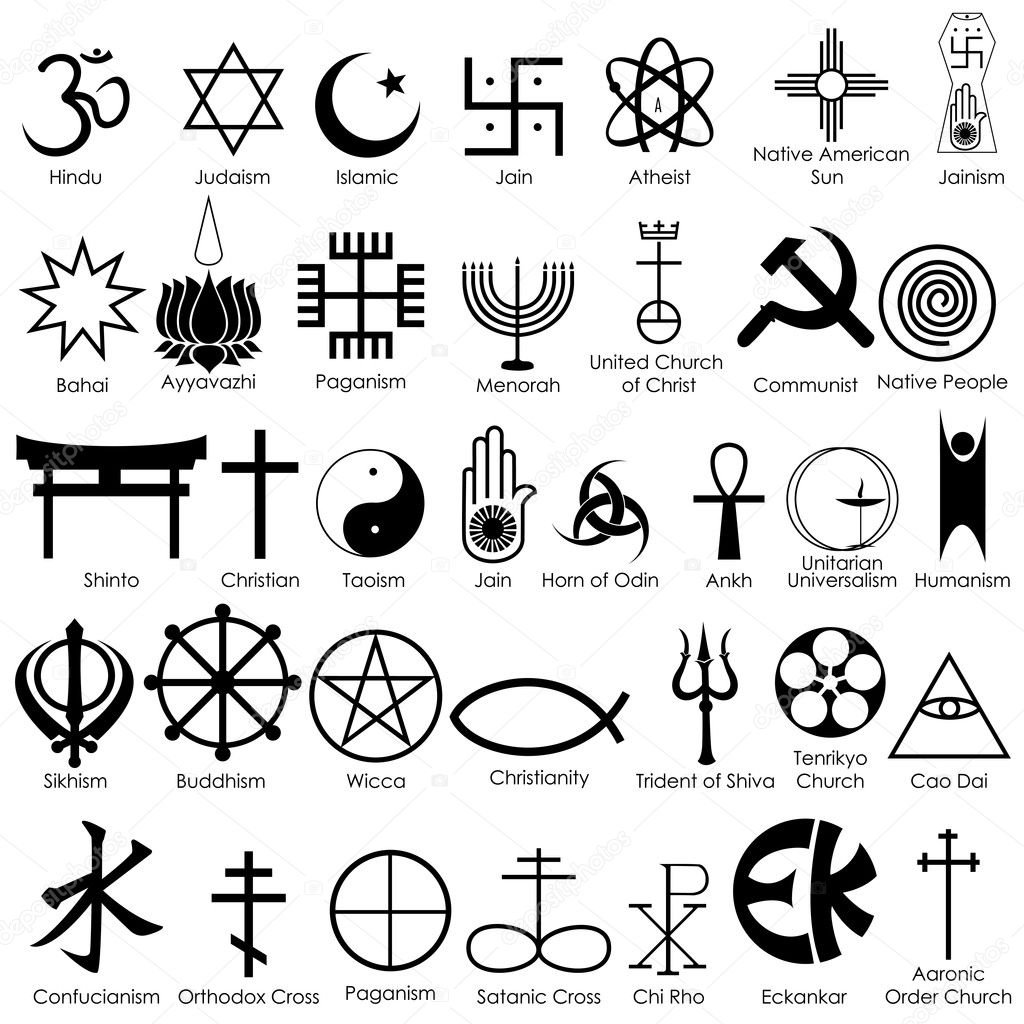 Hindu
Judaism
Islamic
Jain
A
Atheist
Native American
Sun
Jainism
Bahai
Ayyavazhi
Paganism
Menorah
United Church
of Christ
Communist
Native People
Shinto
Christian
Taoism
Jain
Horn of Odin
Ankh
Unitarian
Universalism
Humanism
Sikhism
Buddhism
Wicca
Christianity
Trident of Shiva
Tenrikyo
Church
Cao Dai
Confucianism
Orthodox Cross
Paganism
Satanic Cross
Chi Rho
EK
Eckankar
Aaronic
Order Church
depositphotos